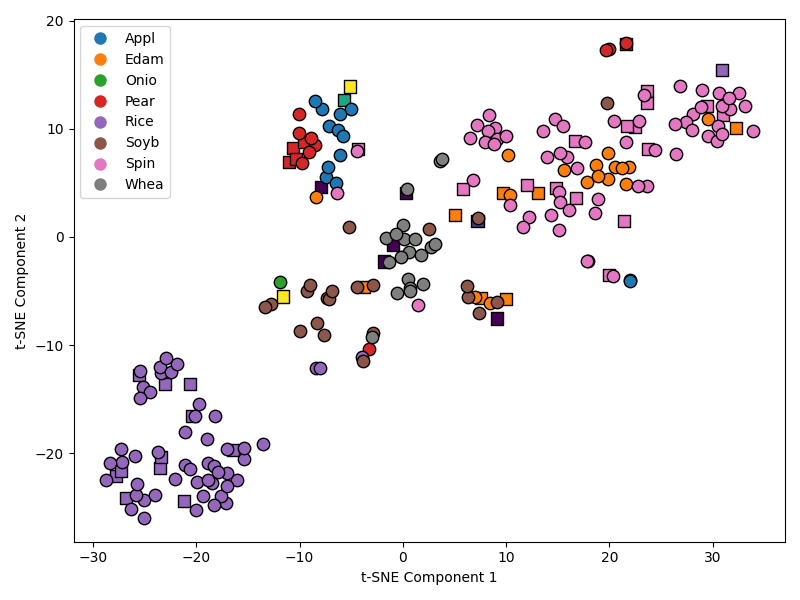 20
10
0
−10
−20
t-SNE Component 2
Appl
Edam
Onio
Pear
Rice
Soyb
Spin
Whea
−30
−20
−10
0
10
20
30
t-SNE Component 1